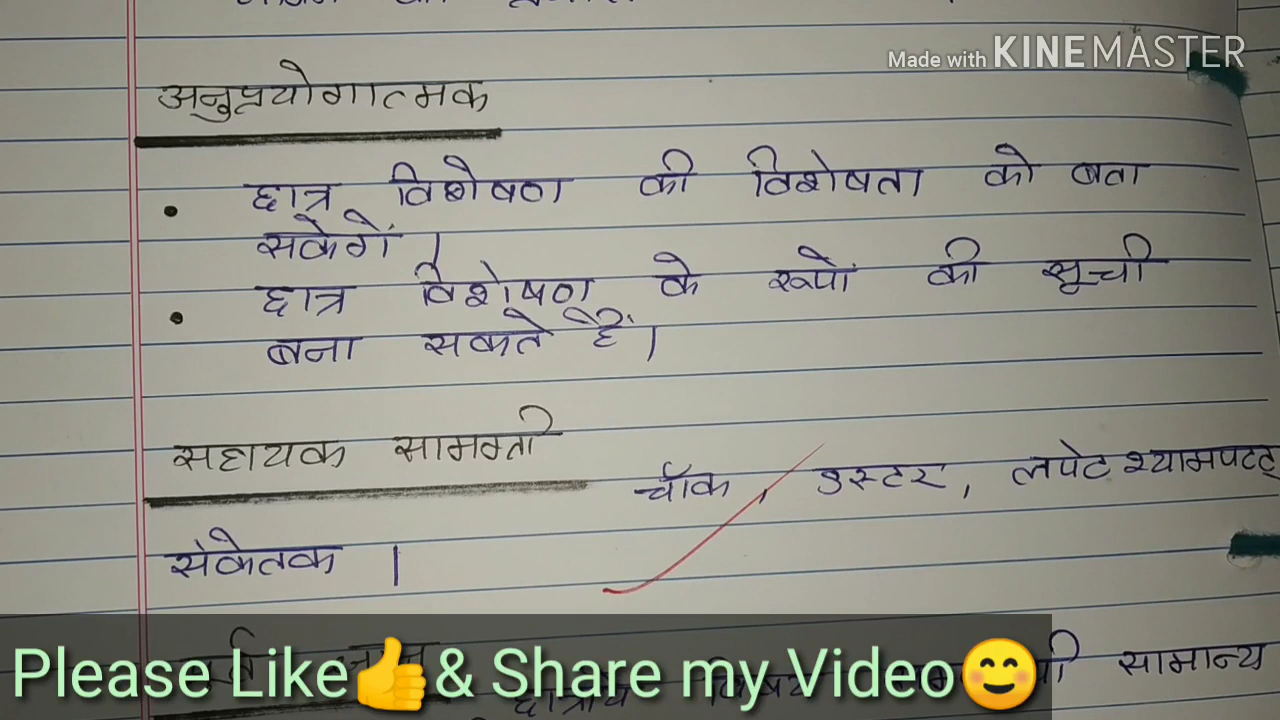 Made with KINEMASTER
अनुप्रयोगात्मक
• छात्र विशेषण की विशेषता को बता
सकेगें ।
• छात्र विशेषण के रूपों की सूची
बना सकते हैं ।
सहायक सामग्री
चॉक , डस्टर , लपेट श्यामपटट्
संकेतक ।
सामान्य
Please Like👍& Share my Video😊